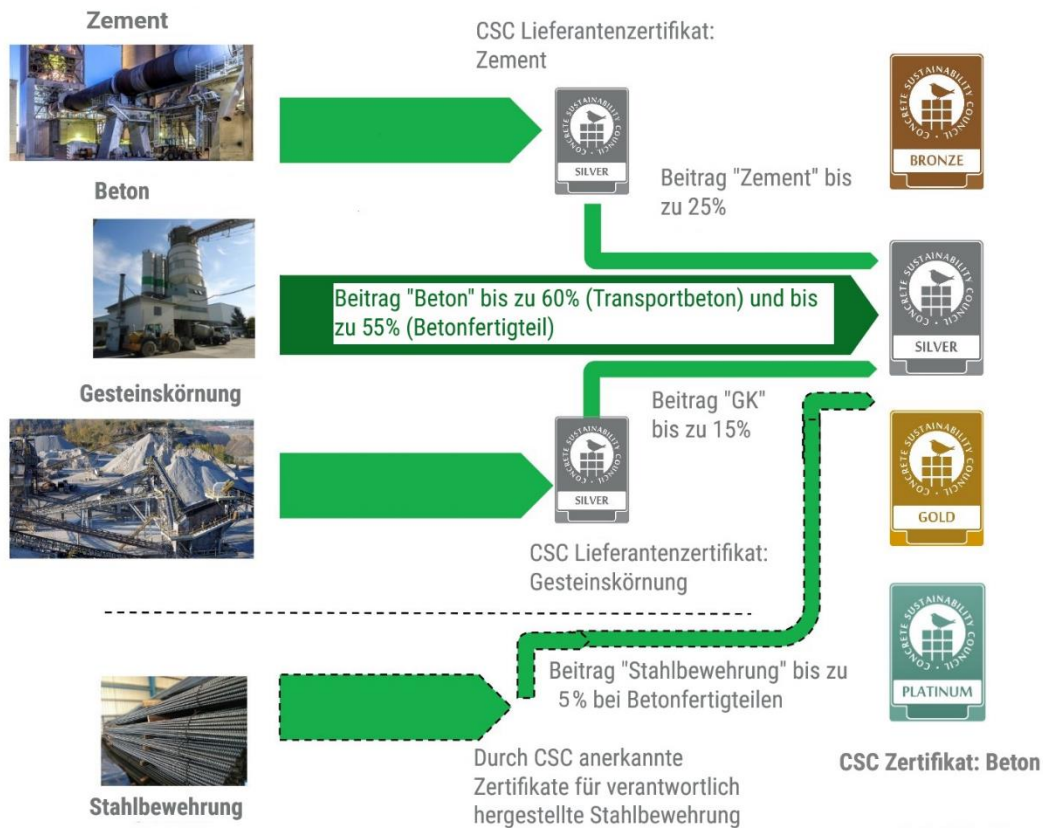 Zement
CSC Lieferantenzertifikat:
Zement
CONCRETE SUSTAINABILITY COUNCIL
SILVER
CONCRETE SUSTAINABILITY COUNCIL
BRONZE
Beton
Beitrag "Zement" bis
zu 25%
Beitrag "Beton" bis zu 60% (Transportbeton) und bis
zu 55% (Betonfertigteil)
CONCRETE SUSTAINABILITY COUNCIL
SILVER
Gesteinskörnung
Beitrag "GK"
bis zu 15%
CONCRETE SUSTAINABILITY COUNCIL
SILVER
CONCRETE SUSTAINABILITY COUNCIL
GOLD
CSC Lieferantenzertifikat:
Gesteinskörnung
Beitrag "Stahlbewehrung" bis zu
5% bei Betonfertigteilen
CONCRETE SUSTAINABILITY COUNCIL
PLATINUM
Stahlbewehrung
Durch CSC anerkannte
Zertifikate für verantwortlich
hergestellte Stahlbewehrung
CSC Zertifikat: Beton